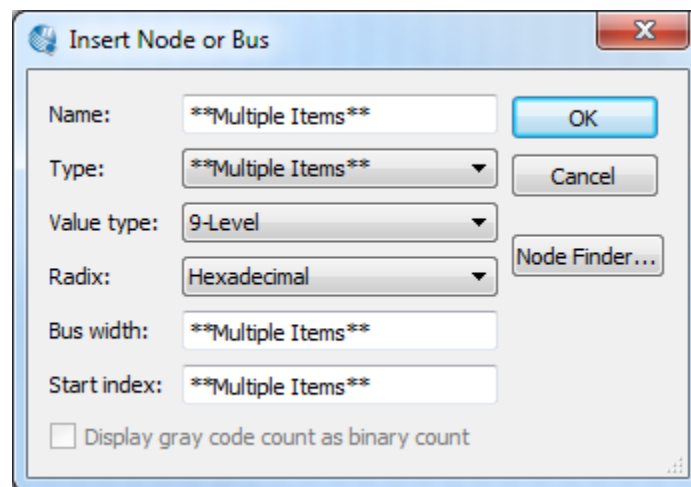 Insert Node or Bus
Name: **Multiple Items** OK
Type: **Multiple Items** Cancel
Value type: 9-Level
Node Finder...
Radix: Hexadecimal
Bus width: **Multiple Items**
Start index: **Multiple Items**
Display gray code count as binary count